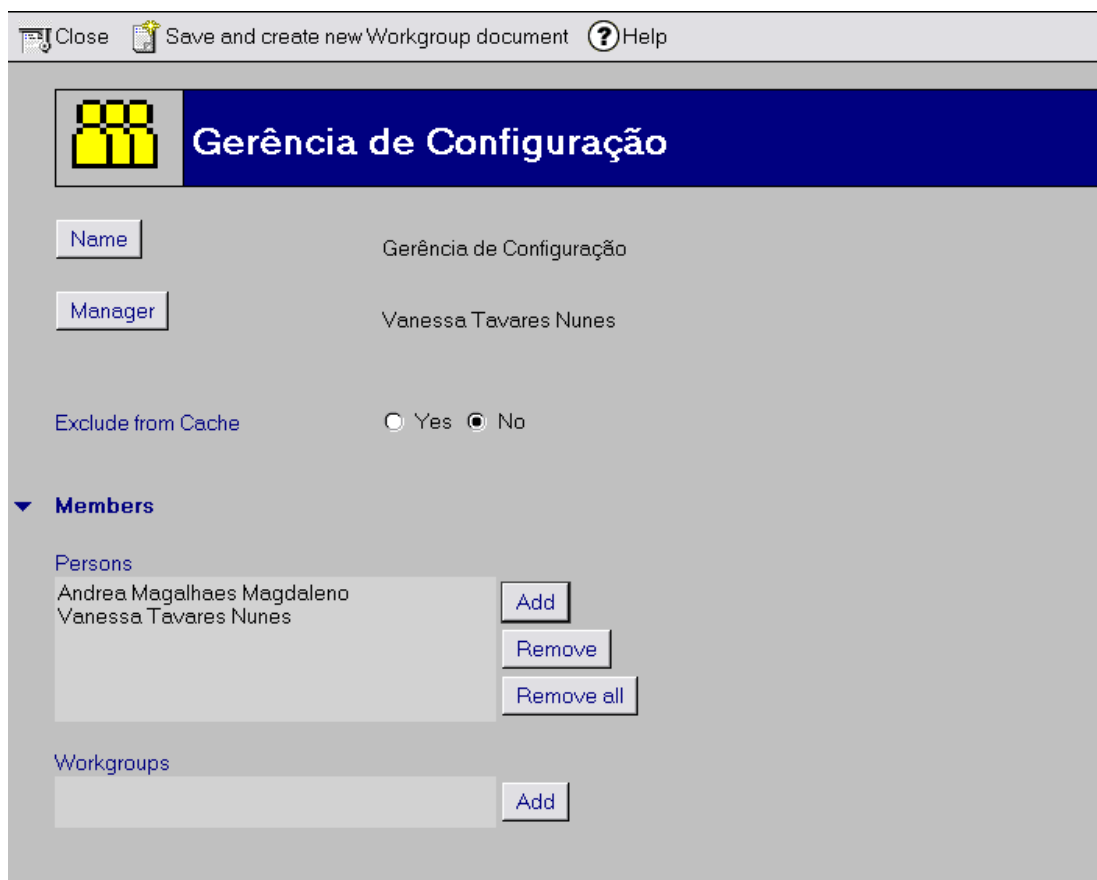 Close Save and create new Workgroup document ? Help
Gerência de Configuração
Name Gerência de Configuração
Manager Vanessa Tavares Nunes
Exclude from Cache Yes No
Members
Persons
Andrea Magalhaes Magdaleno
Vanessa Tavares Nunes
Add
Remove
Remove all
Workgroups
Add